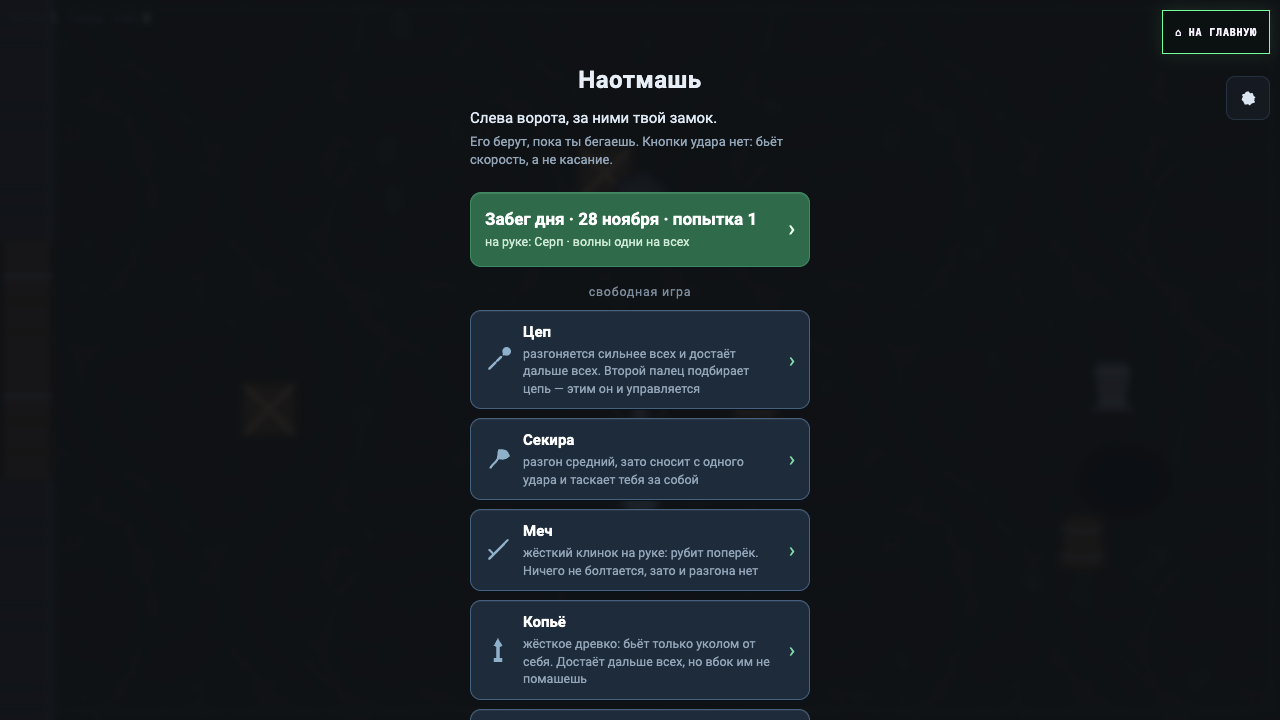 ⌂ НА ГЛАВНУЮ
Наотмашь
Слева ворота, за ними твой замок.
Его берут, пока ты бегаешь. Кнопки удара нет: бьёт
скорость, а не касание.
Забег дня · 28 ноября · попытка 1
на руке: Серп · волны одни на всех
свободная игра
Цеп
разгоняется сильнее всех и достаёт
дальше всех. Второй палец подбирает
цепь — этим он и управляется
Секира
разгон средний, зато сносит с одного
удара и таскает тебя за собой
Меч
жёсткий клинок на руке: рубит поперёк.
Ничего не болтается, зато и разгона нет
Копьё
жёсткое древко: бьёт только уколом от
себя. Достаёт дальше всех, но вбок им не
помашешь